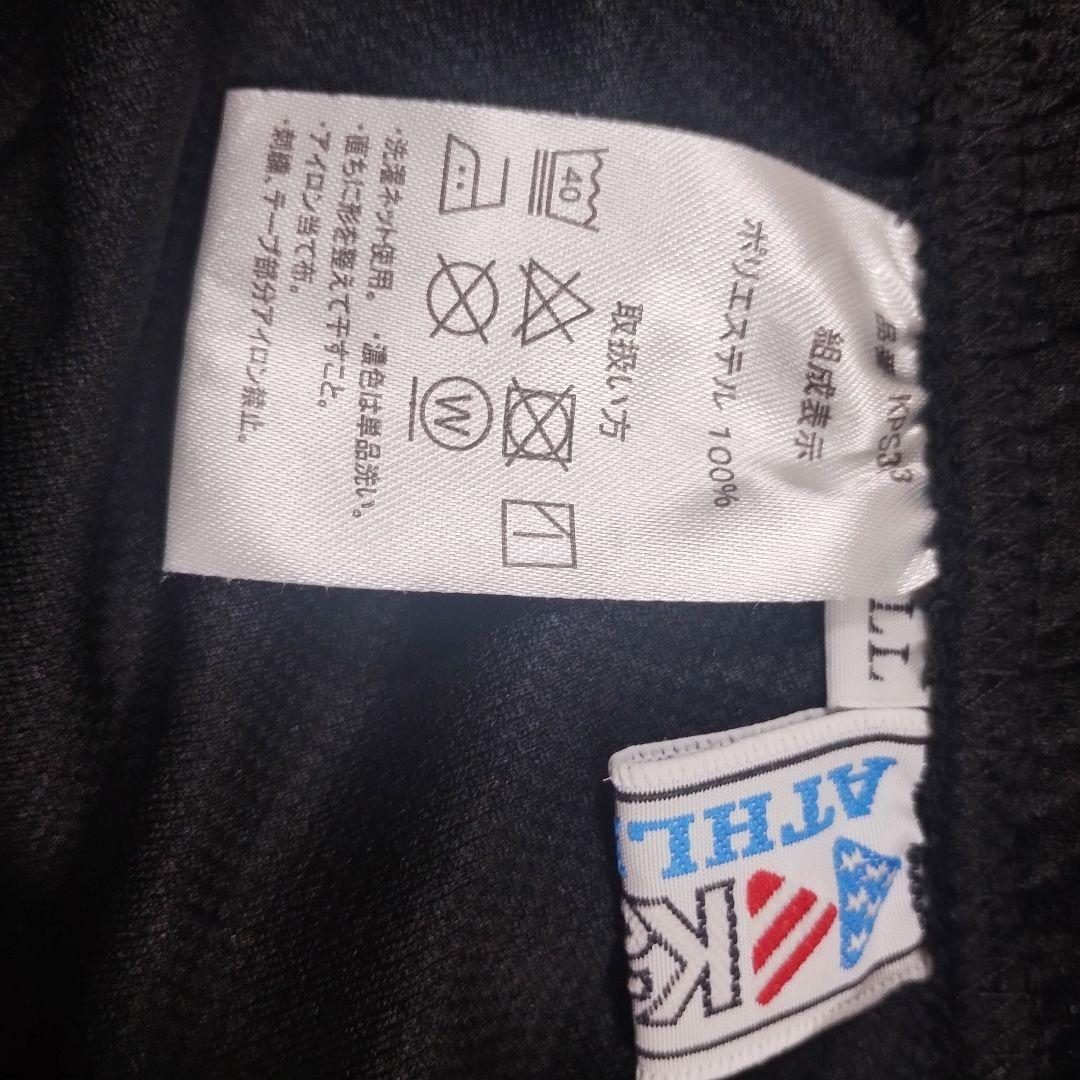 品番 KPS33
組成表示
ポリエステル 100%
取扱い方
40
W
・洗濯ネット使用。・濃色は単品洗い。
・直ちに形を整えて干すこと。
・アイロン当て布。
・刺繍、テープ部分アイロン禁止。
LL
ATHL
K